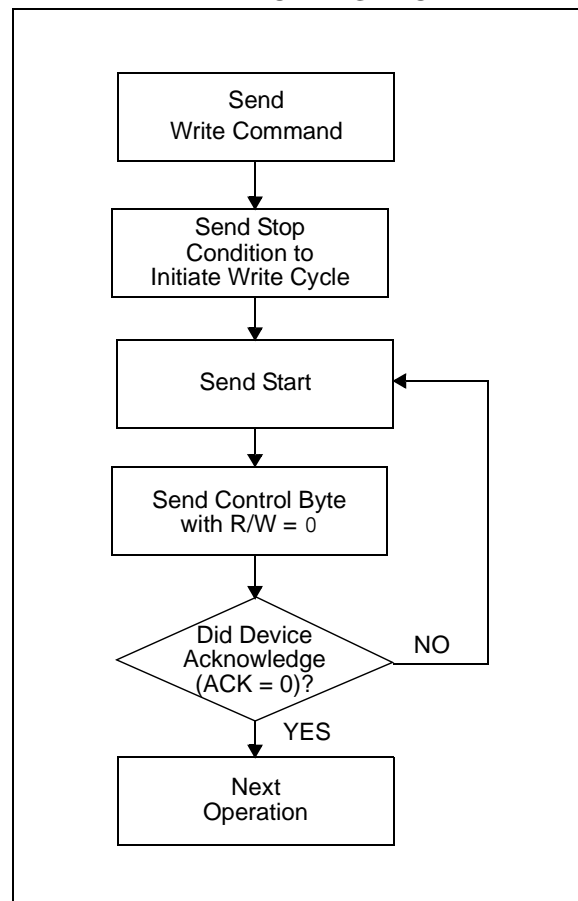 Send
Write Command
Send Stop
Condition to
Initiate Write Cycle
Send Start
Send Control Byte
with R/W = 0
Did Device
Acknowledge
(ACK = 0)?
NO
YES
Next
Operation